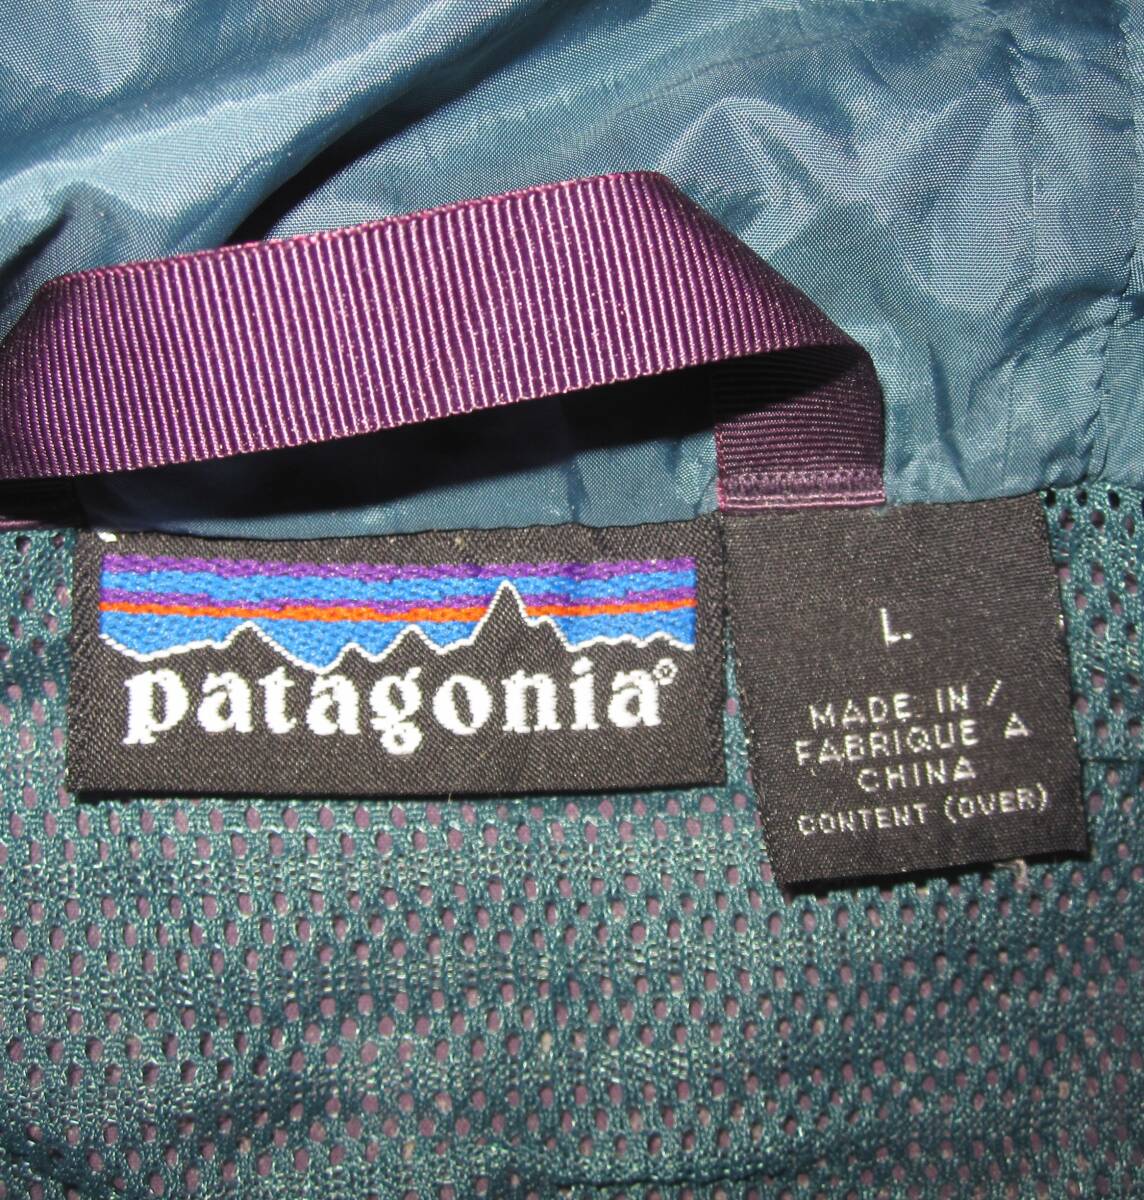 patagonia®
L
MADE IN /
FABRIQUE A
CHINA
CONTENT (OVER)